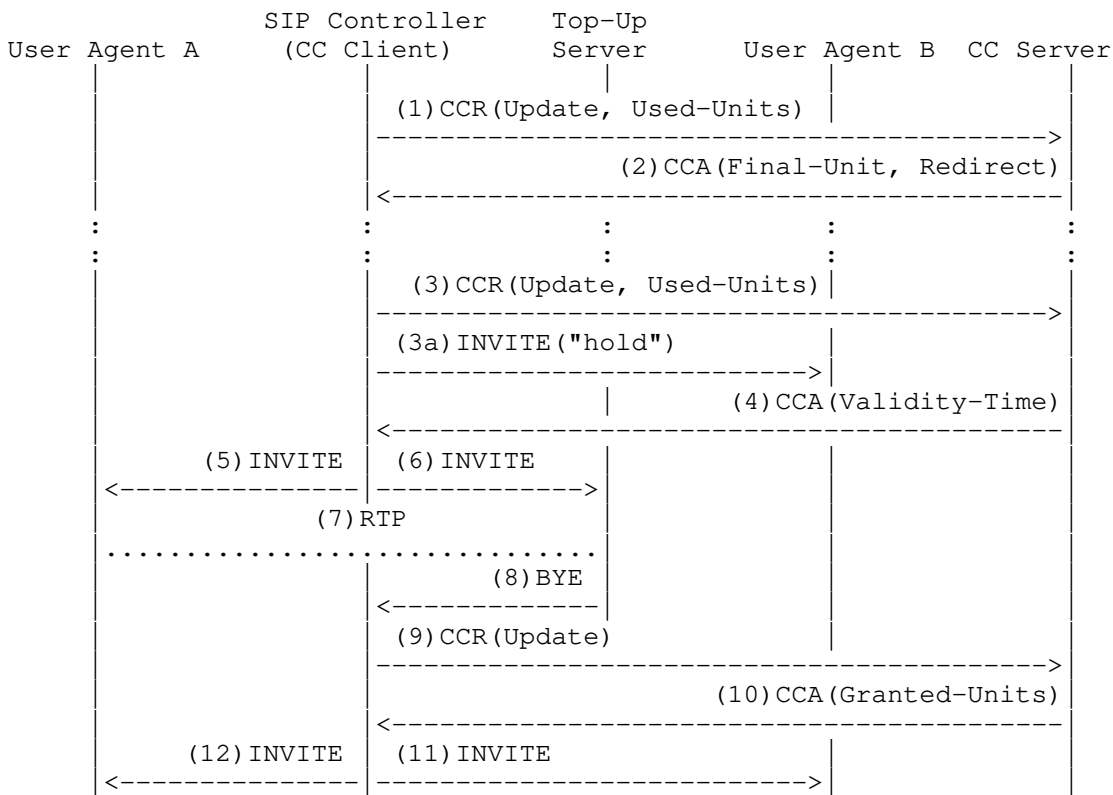 SIP Controller Top-Up
User Agent A (CC Client) Server User Agent B CC Server
(1)CCR(Update, Used-Units)
(2)CCA(Final-Unit, Redirect)
: : : : :
: : : : :
(3)CCR(Update, Used-Units)
(3a)INVITE("hold")
(4)CCA(Validity-Time)
(5)INVITE (6)INVITE
(7)RTP
(8)BYE
(9)CCR(Update)
(10)CCA(Granted-Units)
(12)INVITE (11)INVITE